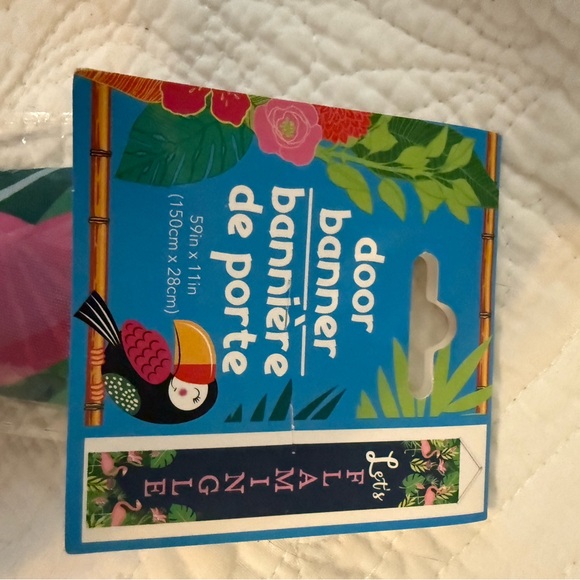 door
banner
bannière
de porte
59in x 11in
(150cm x 28cm)
Let's
FLAMINGLE